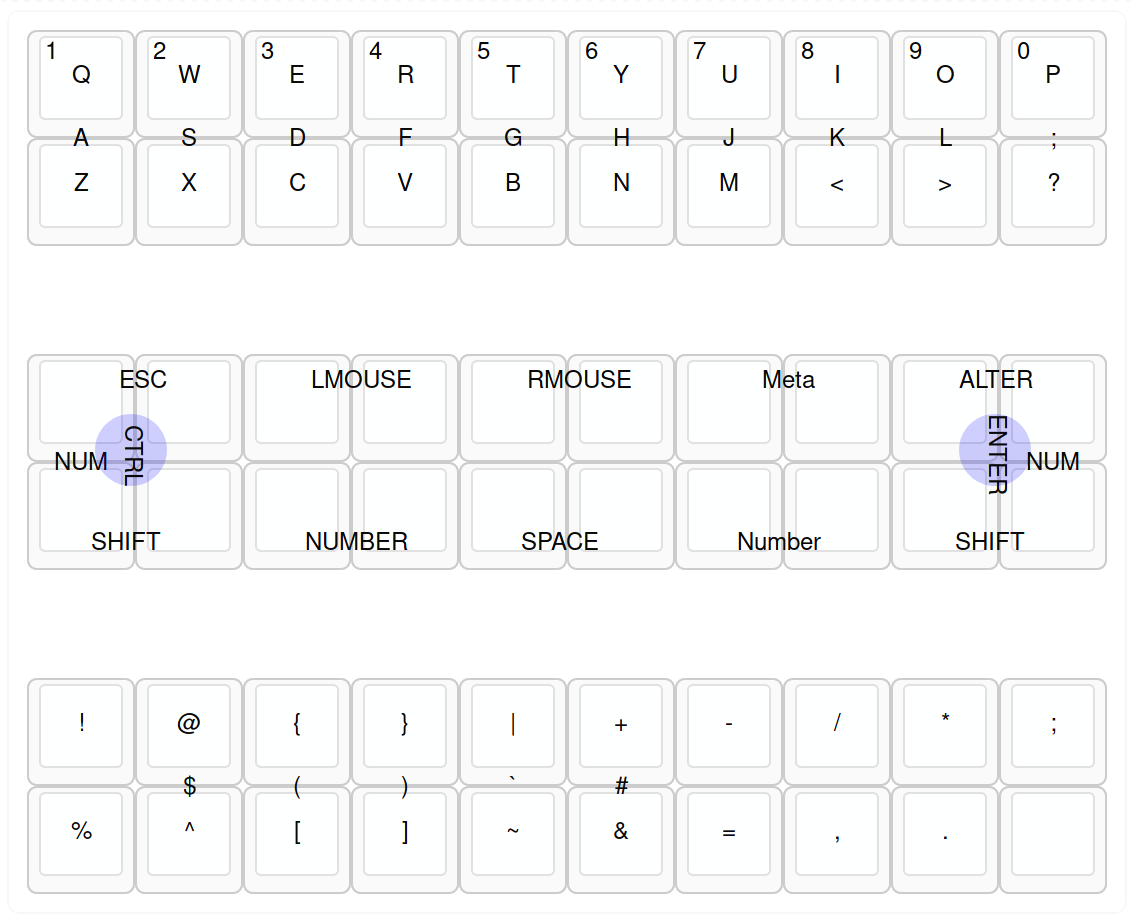 1 2 3 4 5 6 7 8 9 0
Q W E R T Y U I O P
A S D F G H J K L ;
Z X C V B N M < > ?
ESC LMOUSE RMOUSE Meta ALTER
NUM CTRL ENTER NUM
SHIFT NUMBER SPACE Number SHIFT
! @ { } | + - / * ;
$ ( ) ` #
% ^ [ ] ~ & = , .